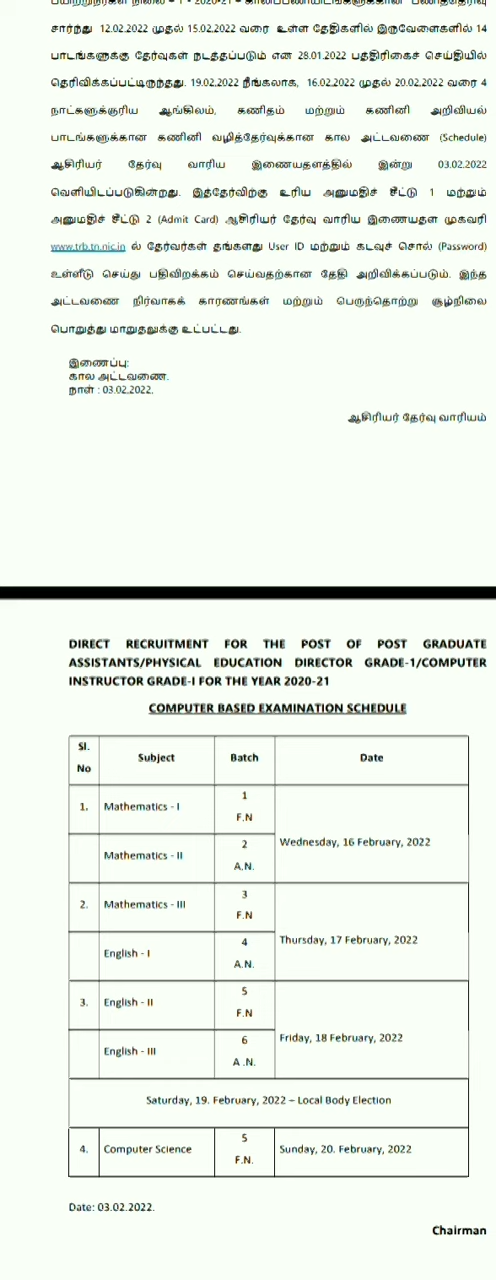 பயிற்றுநர்கள் நிலை – 1 - 2020-21 – காலிப்பணியிடங்களுக்கான பணித்தெரிவு
சார்ந்து 12.02.2022 முதல் 15.02.2022 வரை உள்ள தேதிகளில் இருவேளைகளில் 14
பாடங்களுக்கு தேர்வுகள் நடத்தப்படும் என 28.01.2022 பத்திரிகைச் செய்தியில்
தெரிவிக்கப்பட்டிருந்தது. 19.02.2022 நீங்கலாக, 16.02.2022 முதல் 20.02.2022 வரை 4
நாட்களுக்குரிய ஆங்கிலம், கணிதம் மற்றும் கணினி அறிவியல்
பாடங்களுக்கான கணினி வழித்தேர்வுக்கான கால அட்டவணை (Schedule)
ஆசிரியர் தேர்வு வாரிய இணையதளத்தில் இன்று 03.02.2022
வெளியிடப்படுகின்றது. இத்தேர்விற்கு உரிய அனுமதிச் சீட்டு 1 மற்றும்
அனுமதிச் சீட்டு 2 (Admit Card) ஆசிரியர் தேர்வு வாரிய இணையதள முகவரி
www.trb.tn.nic.in ல் தேர்வர்கள் தங்களது User ID மற்றும் கடவுச் சொல் (Password)
உள்ளீடு செய்து பதிவிறக்கம் செய்வதற்கான தேதி அறிவிக்கப்படும். இந்த
அட்டவணை நிர்வாகக் காரணங்கள் மற்றும் பெருந்தொற்று சூழ்நிலை
பொறுத்து மாறுதலுக்கு உட்பட்டது.
இணைப்பு:
கால அட்டவணை.
நாள் : 03.02.2022.
ஆசிரியர் தேர்வு வாரியம்
DIRECT RECRUITMENT FOR THE POST OF POST GRADUATE
ASSISTANTS/PHYSICAL EDUCATION DIRECTOR GRADE-1/COMPUTER
INSTRUCTOR GRADE-I FOR THE YEAR 2020-21
COMPUTER BASED EXAMINATION SCHEDULE
Sl. No Subject Batch Date
1. Mathematics - I 1 F.N
Wednesday, 16 February, 2022
Mathematics - II 2 A.N.
2. Mathematics - III 3 F.N
Thursday, 17 February, 2022
English - I 4 A.N.
3. English - II 5 F.N
Friday, 18 February, 2022
English - III 6 A .N.
Saturday, 19. February, 2022 – Local Body Election
4. Computer Science 5 F.N. Sunday, 20. February, 2022
Date: 03.02.2022.
Chairman